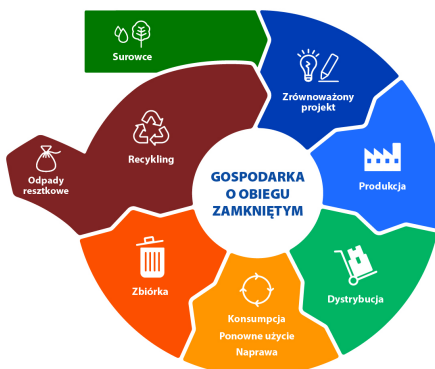 Surowce
Zrównoważony
projekt
Produkcja
Dystrybucja
Konsumpcja
Ponowne użycie
Naprawa
Zbiórka
Recykling
Odpady
resztkowe
GOSPODARKA
O OBIEGU
ZAMKNIĘTYM